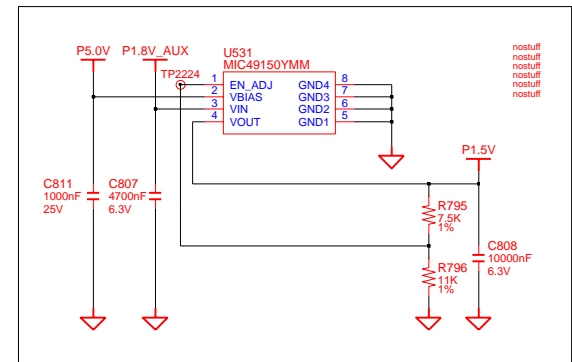 P5.0V P1.8V_AUX
U531
MIC49150YMM
TP2224
1 EN_ADJ GND4 8
2 VBIAS GND3 7
3 VIN GND2 6
4 VOUT GND1 5
nostuff
nostuff
nostuff
nostuff
nostuff
nostuff
P1.5V
C811
1000nF
25V
C807
4700nF
6.3V
R795
7.5K
1%
C808
10000nF
6.3V
R796
11K
1%